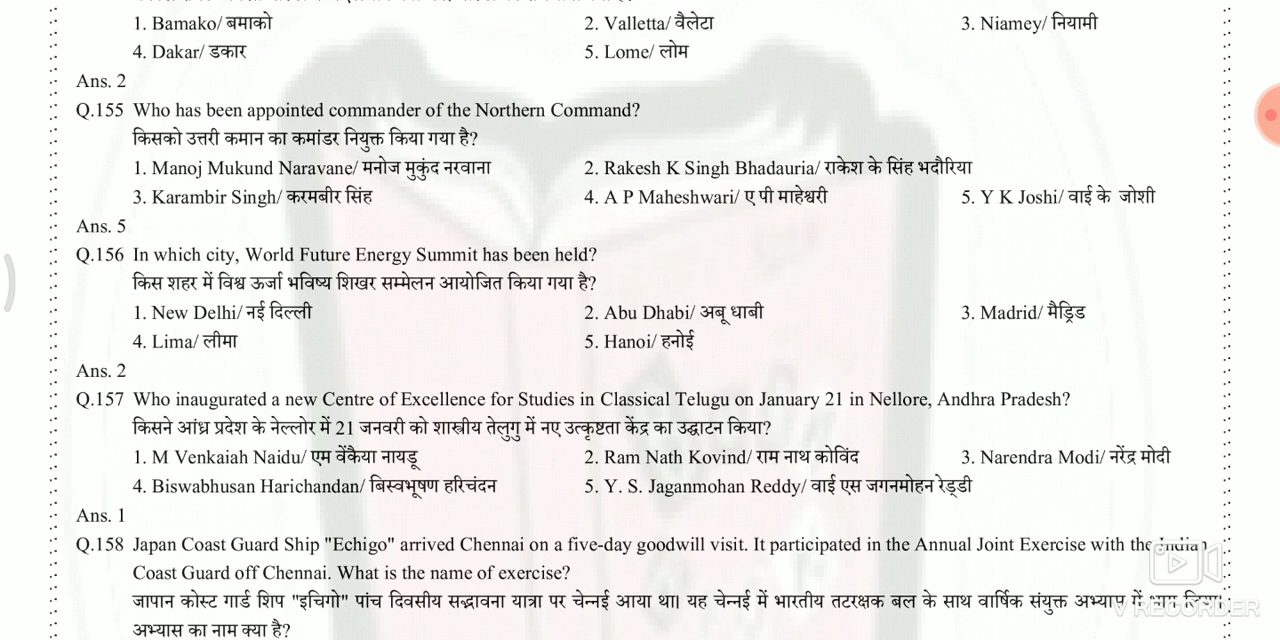 1. Bamako/ बमाको 2. Valletta/ वैलेटा 3. Niamey/ नियामी
4. Dakar/ डकार 5. Lome/ लोम
Ans. 2
Q.155 Who has been appointed commander of the Northern Command?
किसको उत्तरी कमान का कमांडर नियुक्त किया गया है?
1. Manoj Mukund Naravane/ मनोज मुकुंद नरवाना 2. Rakesh K Singh Bhadauria/ राकेश के सिंह भदौरिया
3. Karambir Singh/ करमबीर सिंह 4. A P Maheshwari/ ए पी माहेश्वरी 5. Y K Joshi/ वाई के जोशी
Ans. 5
Q.156 In which city, World Future Energy Summit has been held?
किस शहर में विश्व ऊर्जा भविष्य शिखर सम्मेलन आयोजित किया गया है?
1. New Delhi/ नई दिल्ली 2. Abu Dhabi/ अबू धाबी 3. Madrid/ मैड्रिड
4. Lima/ लीमा 5. Hanoi/ हनोई
Ans. 2
Q.157 Who inaugurated a new Centre of Excellence for Studies in Classical Telugu on January 21 in Nellore, Andhra Pradesh?
किसने आंध्र प्रदेश के नेल्लोर में 21 जनवरी को शास्त्रीय तेलुगु में नए उत्कृष्टता केंद्र का उद्घाटन किया?
1. M Venkaiah Naidu/ एम वेंकैया नायडू 2. Ram Nath Kovind/ राम नाथ कोविंद 3. Narendra Modi/ नरेंद्र मोदी
4. Biswabhusan Harichandan/ बिस्वभूषण हरिचंदन 5. Y. S. Jaganmohan Reddy/ वाई एस जगनमोहन रेड्डी
Ans. 1
Q.158 Japan Coast Guard Ship "Echigo" arrived Chennai on a five-day goodwill visit. It participated in the Annual Joint Exercise with the Indian
Coast Guard off Chennai. What is the name of exercise?
जापान कोस्ट गार्ड शिप "इचिगो" पांच दिवसीय सद्भावना यात्रा पर चेन्नई आया था। यह चेन्नई में भारतीय तटरक्षक बल के साथ वार्षिक संयुक्त अभ्यास में भाग लिया।
अभ्यास का नाम क्या है?
V RECORDER